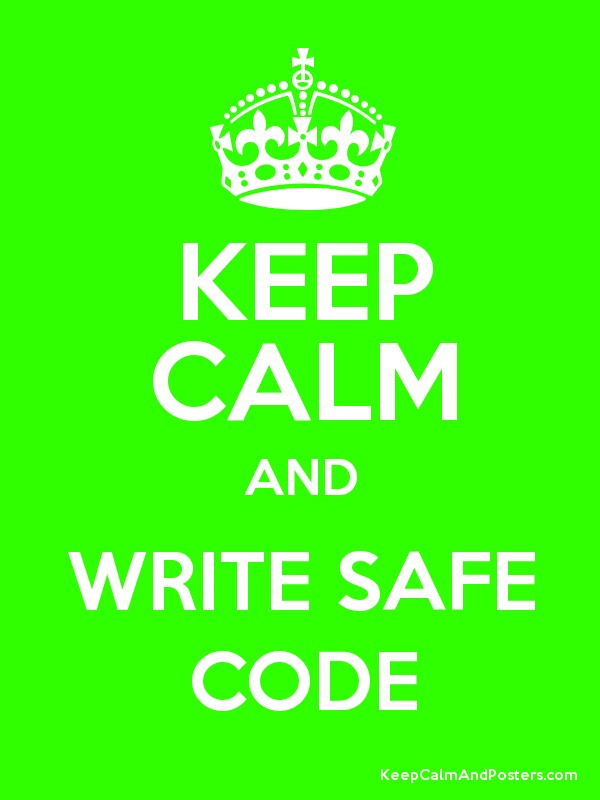 KEEP
CALM
AND
WRITE SAFE
CODE
KeepCalmAndPosters.com